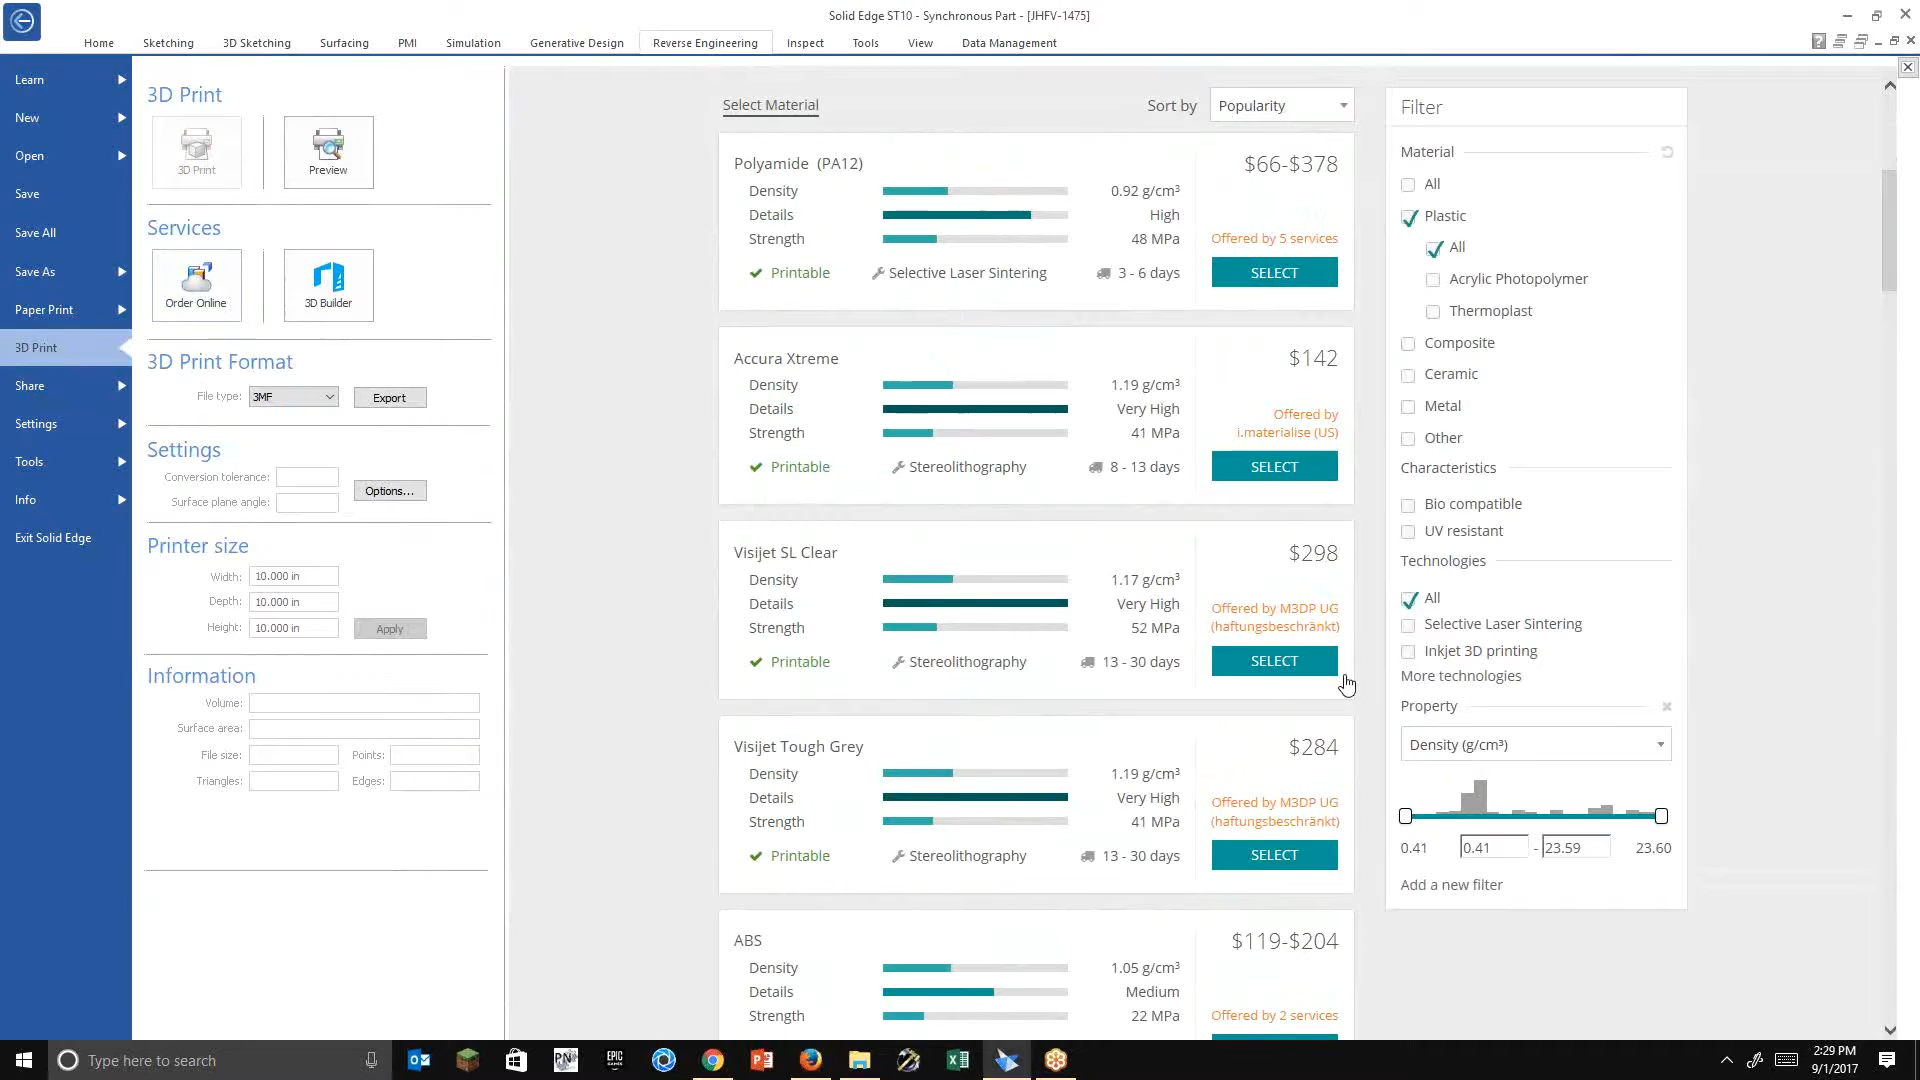 Solid Edge ST10 - Synchronous Part - [JHFV-1475]
Home Sketching 3D Sketching Surfacing PMI Simulation Generative Design Reverse Engineering Inspect Tools View Data Management
Learn
New
Open
Save
Save All
Save As
Paper Print
3D Print
Share
Settings
Tools
Info
Exit Solid Edge
3D Print
3D Print
Preview
Services
Order Online
3D Builder
3D Print Format
File type: 3MF Export
Settings
Conversion tolerance:
Surface plane angle:
Options...
Printer size
Width: 10.000 in
Depth: 10.000 in
Height: 10.000 in Apply
Information
Volume:
Surface area:
File size: Points:
Triangles: Edges:
Select Material Sort by Popularity
Polyamide (PA12) $66-$378
Density 0.92 g/cm³
Details High
Strength 48 MPa Offered by 5 services
Printable Selective Laser Sintering 3 - 6 days SELECT
Accura Xtreme $142
Density 1.19 g/cm³
Details Very High Offered by
Strength 41 MPa i.materialise (US)
Printable Stereolithography 8 - 13 days SELECT
Visijet SL Clear $298
Density 1.17 g/cm³
Details Very High Offered by M3DP UG
Strength 52 MPa (haftungsbeschränkt)
Printable Stereolithography 13 - 30 days SELECT
Visijet Tough Grey $284
Density 1.19 g/cm³
Details Very High Offered by M3DP UG
Strength 41 MPa (haftungsbeschränkt)
Printable Stereolithography 13 - 30 days SELECT
ABS $119-$204
Density 1.05 g/cm³
Details Medium
Strength 22 MPa Offered by 2 services
Filter
Material
All
Plastic
All
Acrylic Photopolymer
Thermoplast
Composite
Ceramic
Metal
Other
Characteristics
Bio compatible
UV resistant
Technologies
All
Selective Laser Sintering
Inkjet 3D printing
More technologies
Property
Density (g/cm³)
0.41 0.41 - 23.59 23.60
Add a new filter
Type here to search
PN
EPIC
GAMES
2:29 PM
9/1/2017